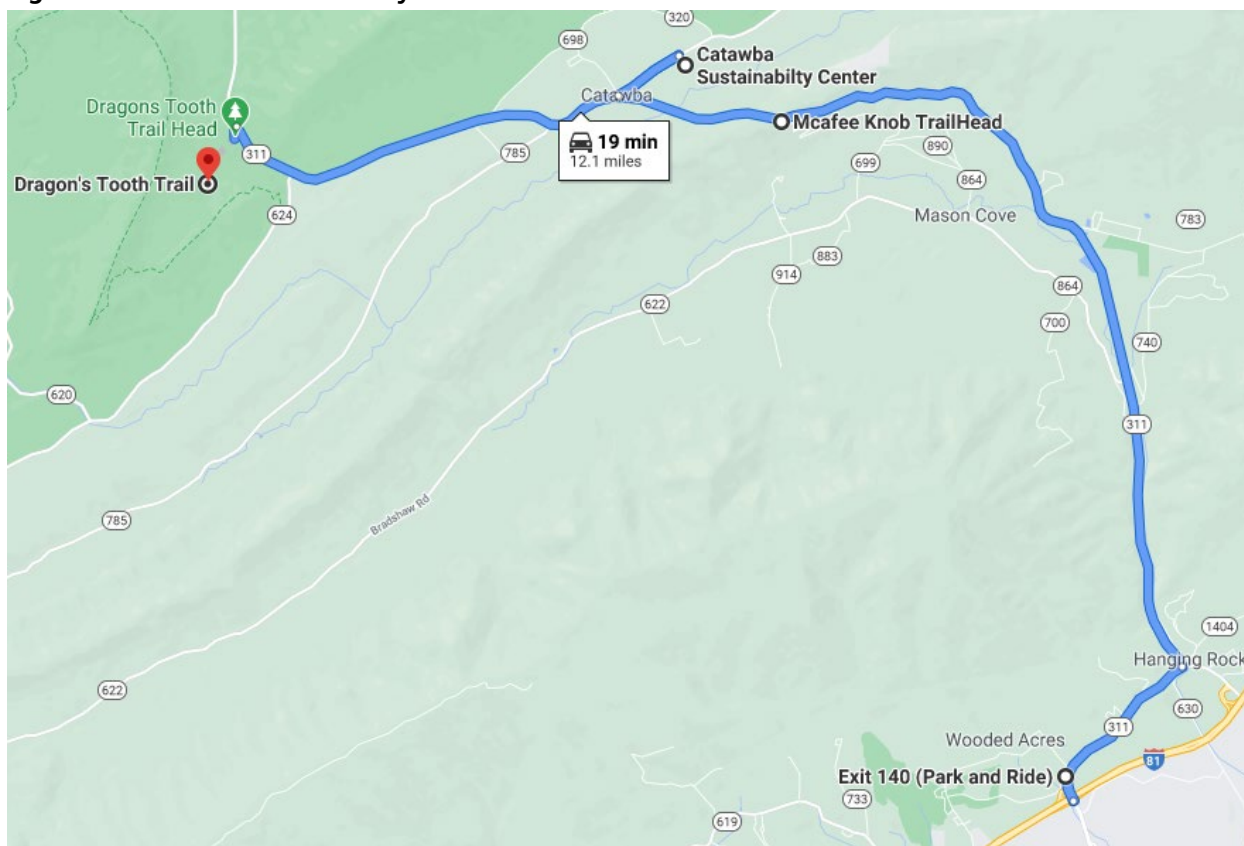 320
698
Catawba
Sustainabilty Center
Catawba
Dragons Tooth
Trail Head
Mcafee Knob TrailHead
19 min
12.1 miles
311
785
890
699
864
Dragon's Tooth Trail
624
Mason Cove
783
883
914
864
622
700
740
620
311
Bradshaw Rd
785
1404
Hanging Rock
622
630
311
Wooded Acres
81
Exit 140 (Park and Ride)
733
619